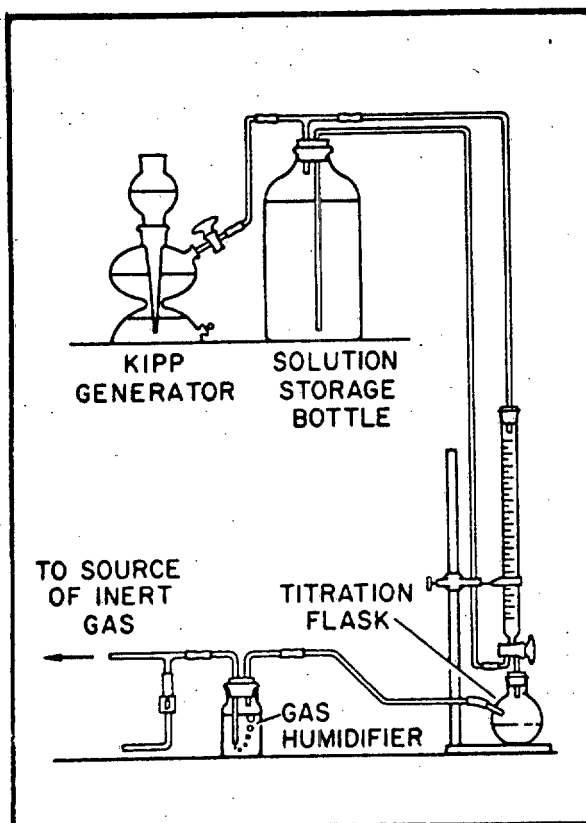 KIPP
GENERATOR
SOLUTION
STORAGE
BOTTLE
TO SOURCE
OF INERT
GAS
TITRATION
FLASK
GAS
HUMIDIFIER